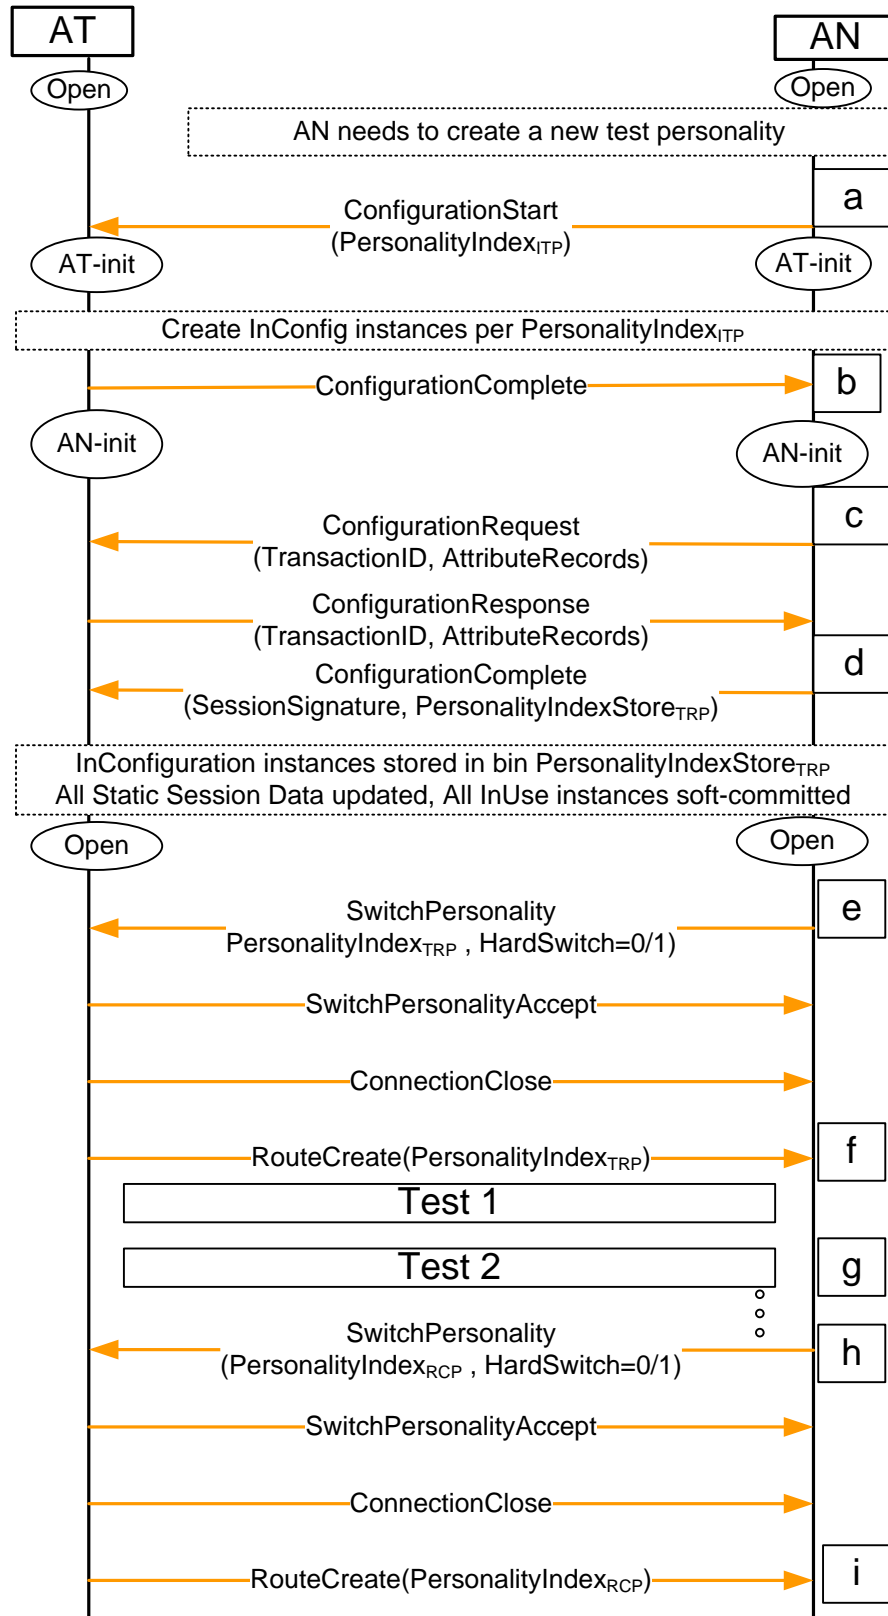 AT
AN
Open
Open
AN needs to create a new test personality
a
ConfigurationStart
(PersonalityIndexITP)
AT-init
AT-init
Create InConfig instances per PersonalityIndexITP
ConfigurationComplete
b
AN-init
AN-init
c
ConfigurationRequest
(TransactionID, AttributeRecords)
ConfigurationResponse
(TransactionID, AttributeRecords)
d
ConfigurationComplete
(SessionSignature, PersonalityIndexStoreTRP)
InConfiguration instances stored in bin PersonalityIndexStoreTRP
All Static Session Data updated, All InUse instances soft-committed
Open
Open
e
SwitchPersonality
PersonalityIndexTRP , HardSwitch=0/1)
SwitchPersonalityAccept
ConnectionClose
RouteCreate(PersonalityIndexTRP)
f
Test 1
Test 2
g
SwitchPersonality
(PersonalityIndexRCP , HardSwitch=0/1)
h
SwitchPersonalityAccept
ConnectionClose
RouteCreate(PersonalityIndexRCP)
i